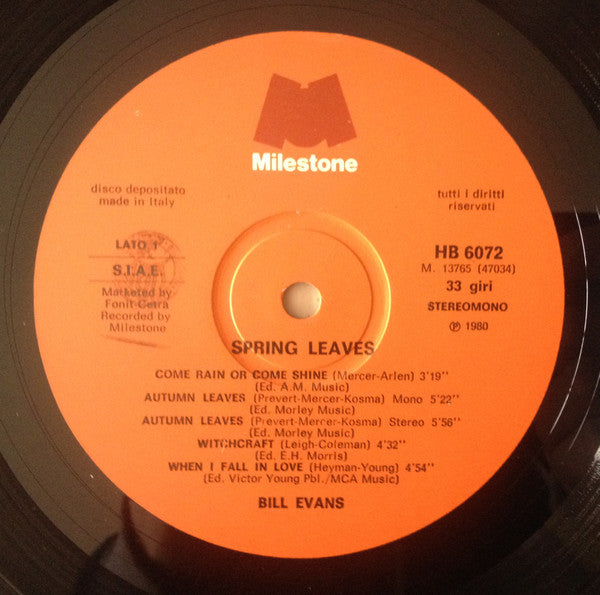 Milestone
disco depositato
made in Italy
tutti i diritti
riservati
LATO 1
S.I.A.E.
Marketed by
Fonit-Cetra
Recorded by
Milestone
HB 6072
M. 13765 (47034)
33 giri
STEREOMONO
℗ 1980
SPRING LEAVES
COME RAIN OR COME SHINE (Mercer-Arlen) 3'19''
(Ed. A.M. Music)
AUTUMN LEAVES (Prevert-Mercer-Kosma) Mono 5'22''
(Ed. Morley Music)
AUTUMN LEAVES (Prevert-Mercer-Kosma) Stereo 5'56''
(Ed. Morley Music)
WITCHCRAFT (Leigh-Coleman) 4'32''
(Ed. E.H. Morris)
WHEN I FALL IN LOVE (Heyman-Young) 4'54''
(Ed. Victor Young Pbl./MCA Music)
BILL EVANS